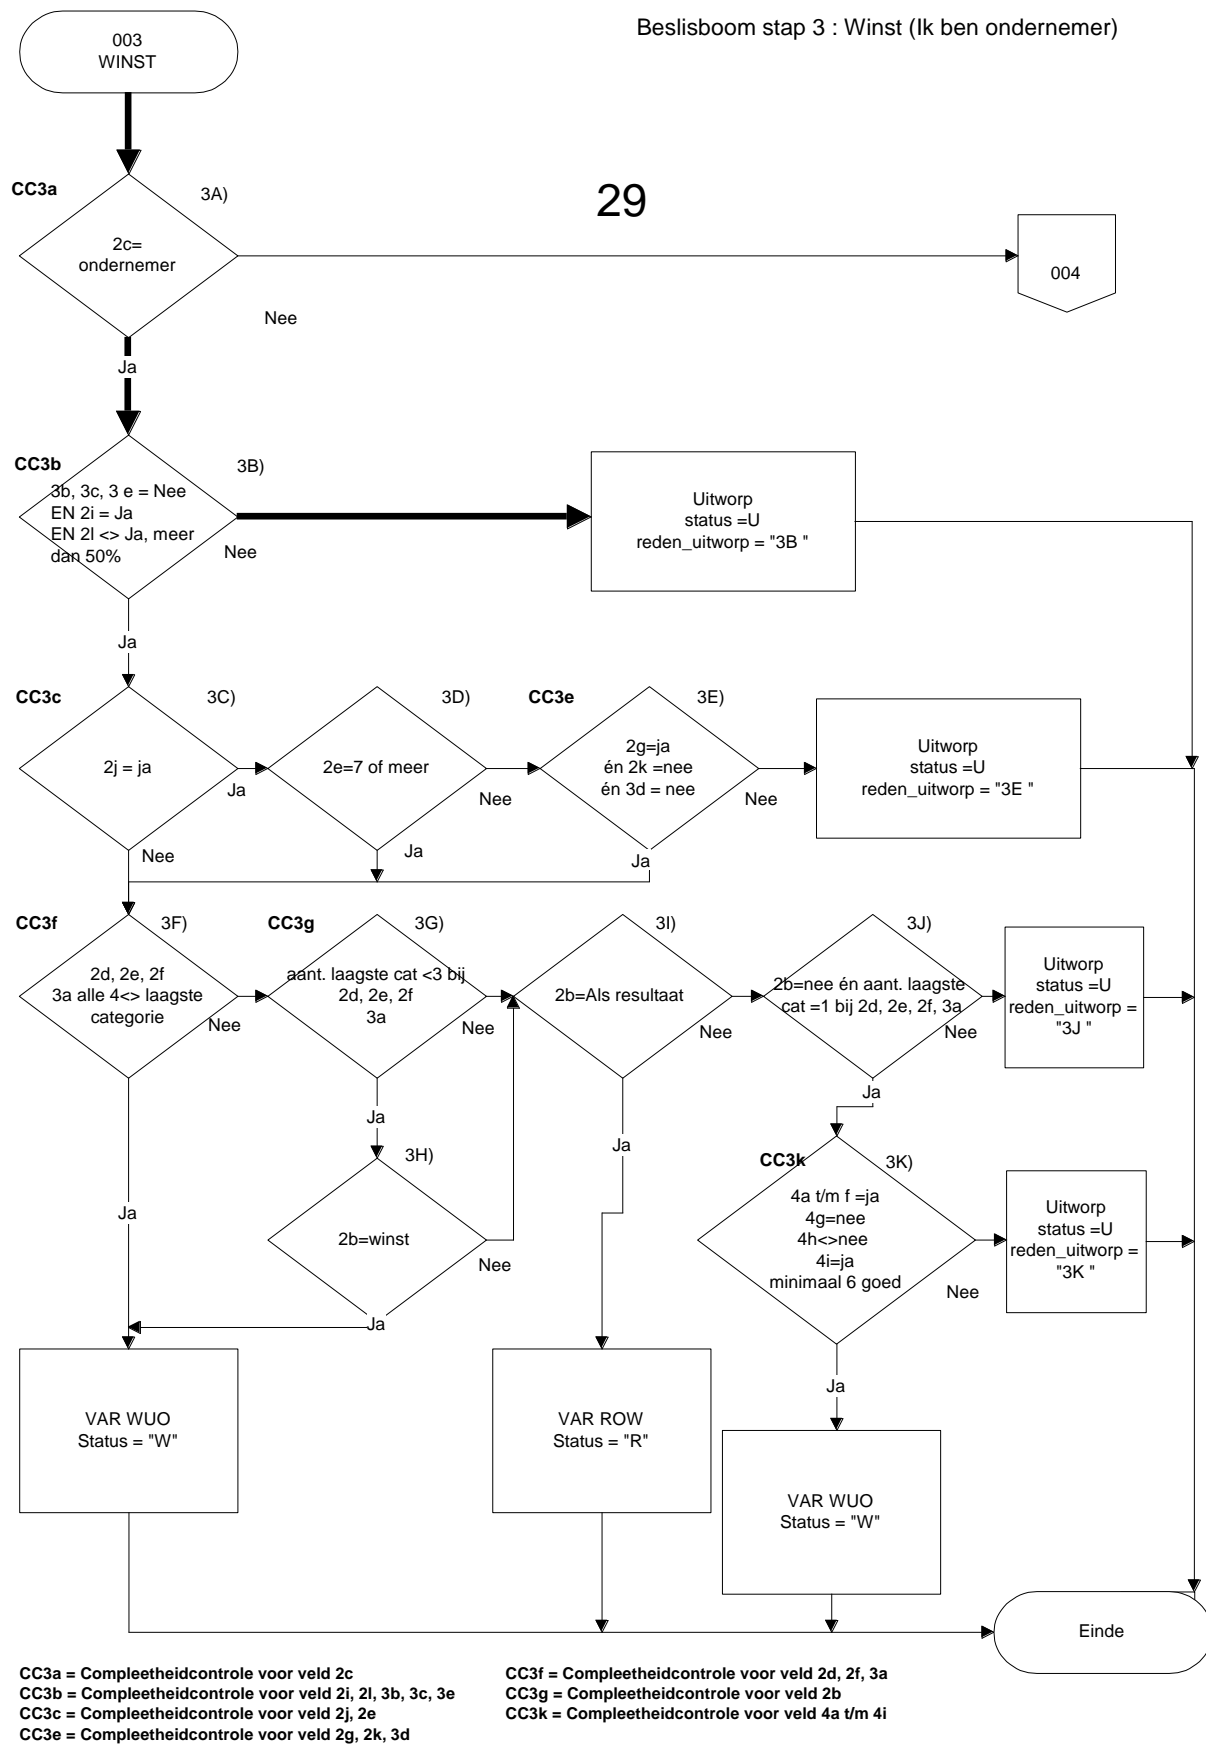 Beslisboom stap 3 : Winst (Ik ben ondernemer)
003
WINST
CC3a
3A)
29
2c=
ondernemer
004
Nee
Ja
CC3b
3B)
3b, 3c, 3 e = Nee
EN 2i = Ja
EN 2l <> Ja, meer
dan 50%
Nee
Uitworp
status =U
reden_uitworp = "3B "
Ja
CC3c
3C)
2j = ja
Ja
Nee
3D)
2e=7 of meer
Nee
Ja
CC3e
3E)
2g=ja
én 2k =nee
én 3d = nee
Nee
Ja
Uitworp
status =U
reden_uitworp = "3E "
CC3f
3F)
2d, 2e, 2f
3a alle 4<> laagste
categorie
Nee
Ja
CC3g
3G)
aant. laagste cat <3 bij
2d, 2e, 2f
3a
Nee
Ja
3I)
2b=Als resultaat
Nee
Ja
3J)
2b=nee én aant. laagste
cat =1 bij 2d, 2e, 2f, 3a
Nee
Ja
Uitworp
status =U
reden_uitworp =
"3J "
3H)
2b=winst
Nee
Ja
CC3k
3K)
4a t/m f =ja
4g=nee
4h<>nee
4i=ja
minimaal 6 goed
Nee
Ja
Uitworp
status =U
reden_uitworp =
"3K "
VAR WUO
Status = "W"
VAR ROW
Status = "R"
VAR WUO
Status = "W"
Einde
CC3a = Compleetheidcontrole voor veld 2c
CC3b = Compleetheidcontrole voor veld 2i, 2l, 3b, 3c, 3e
CC3c = Compleetheidcontrole voor veld 2j, 2e
CC3e = Compleetheidcontrole voor veld 2g, 2k, 3d
CC3f = Compleetheidcontrole voor veld 2d, 2f, 3a
CC3g = Compleetheidcontrole voor veld 2b
CC3k = Compleetheidcontrole voor veld 4a t/m 4i